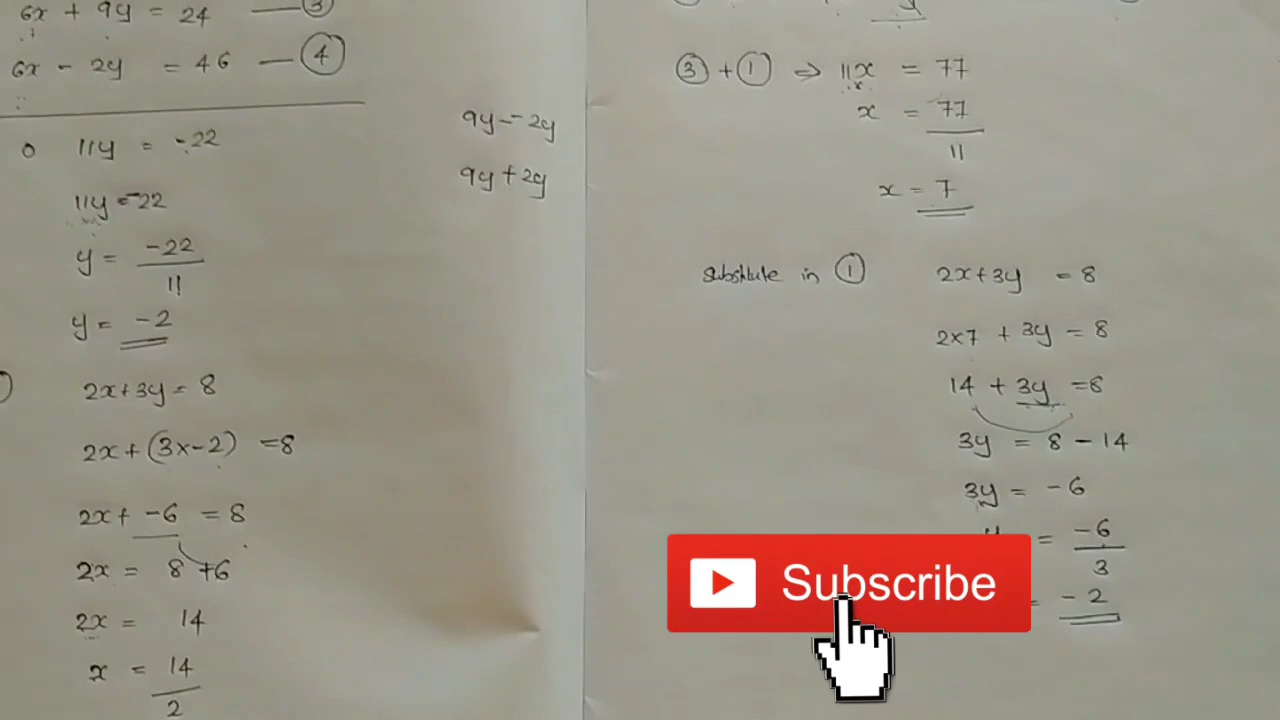 6x + 9y = 24 — ③
6x - 2y = 46 — ④
0 11y = -22
11y = -22
y = -22/11
y = -2
2x+3y = 8
2x+(3x-2) =8
2x+ -6 = 8
2x = 8 +6
2x = 14
x = 14/2
9y - -2y
9y + 2y
③ + ① ⇒ 11x = 77
x = 77/11
x = 7
substitute in ① 2x+3y = 8
2x7 + 3y = 8
14 + 3y =8
3y = 8 - 14
3y = -6
= -6/3
= -2
Subscribe